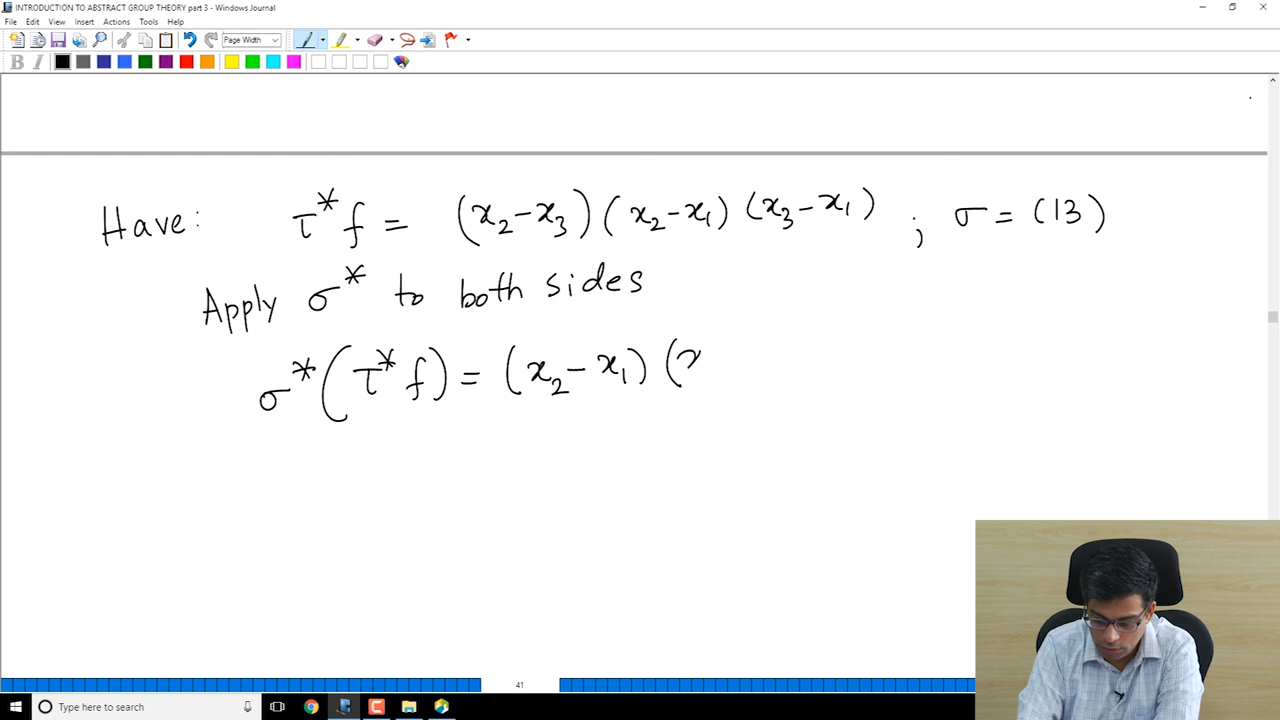 INTRODUCTION TO ABSTRACT GROUP THEORY part 3 - Windows Journal
File Edit View Insert Actions Tools Help
Page Width
B I
Have: τ*f = (x₂-x₃)(x₂-x₁)(x₃-x₁) ; σ = (13)
Apply σ* to both sides
σ*(τ*f) = (x₂-x₁)(x
41
Type here to search